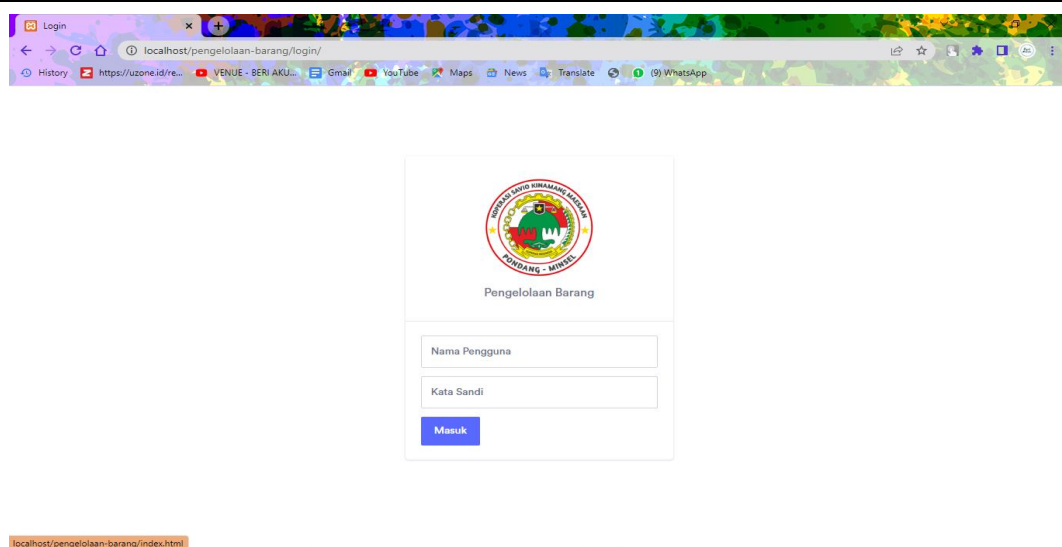 Login
localhost/pengelolaan-barang/login/
History https://uzone.id/re... VENUE - BERI AKU... Gmail YouTube Maps News Translate (9) WhatsApp
KOPERASI SAVIO KINAMANG MAESAAN
PONDANG - MINSEL
Pengelolaan Barang
Nama Pengguna
Kata Sandi
Masuk
localhost/pengelolaan-barang/index.html